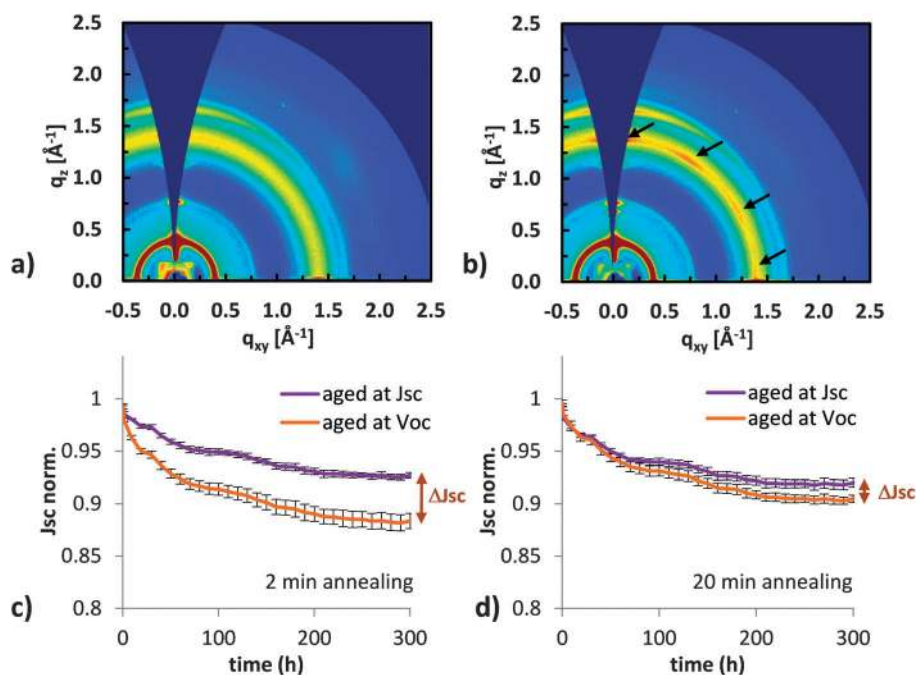 2.5
2.0
1.5
1.0
0.5
0.0
q_z [Å⁻¹]
a)
-0.5 0.0 0.5 1.0 1.5 2.0 2.5
q_xy [Å⁻¹]
2.5
2.0
1.5
1.0
0.5
0.0
q_z [Å⁻¹]
b)
-0.5 0.0 0.5 1.0 1.5 2.0 2.5
q_xy [Å⁻¹]
1
0.95
0.9
0.85
0.8
Jsc norm.
aged at Jsc
aged at Voc
ΔJsc
2 min annealing
c)
0 100 200 300
time (h)
1
0.95
0.9
0.85
0.8
Jsc norm.
aged at Jsc
aged at Voc
ΔJsc
20 min annealing
d)
0 100 200 300
time (h)